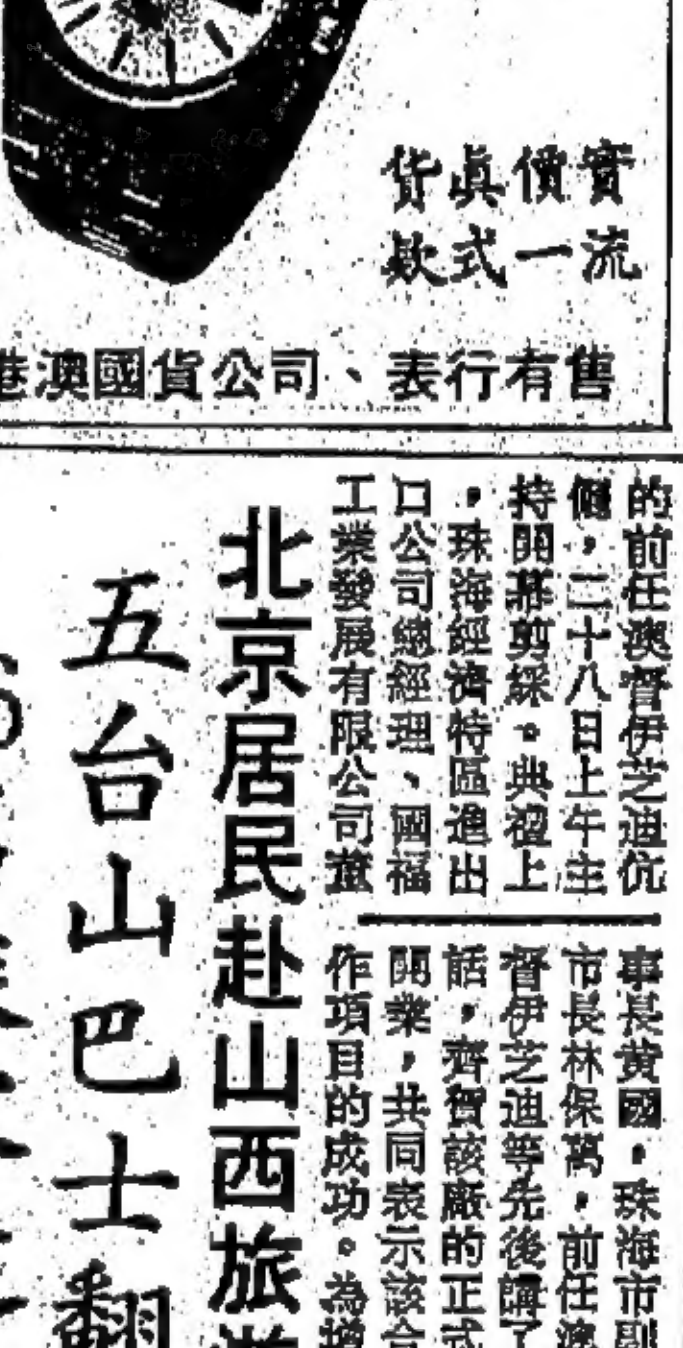 貨真價實
款式一流
港澳國貨公司、表行有售
的前任澳督伊芝迪伉
儷，二十八日上午主
持開幕剪綵。典禮上
，珠海經濟特區進出
口公司總經理、國福
工業發展有限公司董
事長黃國，珠海市副
市長林保萬，前任澳
督伊芝迪等先後講了
話，齊賀該廠的正式
開業，共同表示該合
作項目的成功。為增
北京居民赴山西旅遊
五台山巴士翻